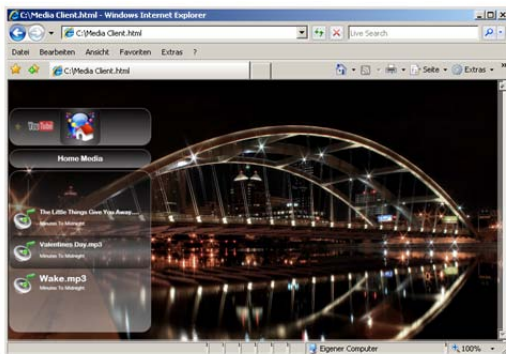 C:\Media Client.html - Windows Internet Explorer
C:\Media Client.html
Live Search
Datei Bearbeiten Ansicht Favoriten Extras ?
C:\Media Client.html
Seite Extras
YouTube
Home Media
The Little Things Give You Away....
Minutes To Midnight
Valentines Day.mp3
Minutes To Midnight
Wake.mp3
Minutes To Midnight
Eigener Computer
100%